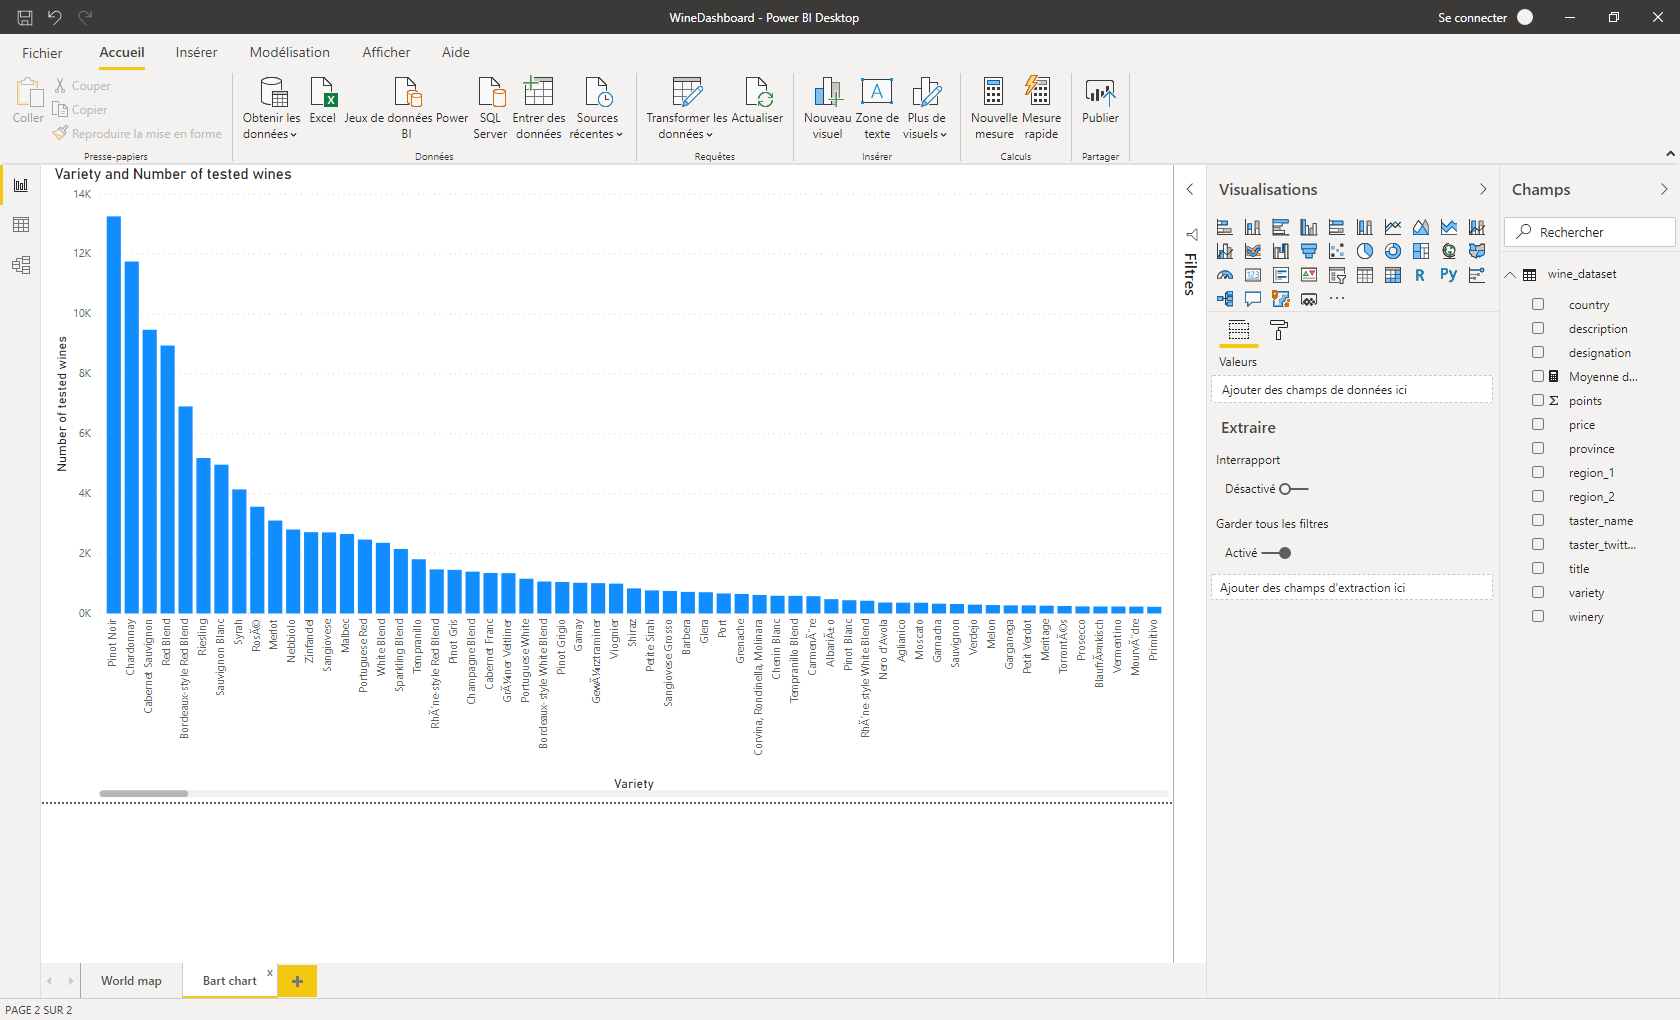 WineDashboard - Power BI Desktop
Se connecter
Fichier
Accueil
Insérer
Modélisation
Afficher
Aide
Coller
Couper
Copier
Reproduire la mise en forme
Presse-papiers
Obtenir les
données
Excel
Jeux de données Power
BI
SQL
Server
Entrer des
données
Sources
récentes
Données
Transformer les
données
Actualiser
Requêtes
Nouveau
visuel
Zone de
texte
Plus de
visuels
Insérer
Nouvelle
mesure
Mesure
rapide
Calculs
Publier
Partager
Variety and Number of tested wines
14K
12K
10K
8K
6K
4K
2K
0K
Number of tested wines
Pinot Noir
Chardonnay
Cabernet Sauvignon
Red Blend
Bordeaux-style Red Blend
Riesling
Sauvignon Blanc
Syrah
RosÃ©
Merlot
Nebbiolo
Zinfandel
Sangiovese
Malbec
Portuguese Red
White Blend
Sparkling Blend
Tempranillo
RhÃ´ne-style Red Blend
Pinot Gris
Champagne Blend
Cabernet Franc
GrÃ¼ner Veltliner
Portuguese White
Bordeaux-style White Blend
Pinot Grigio
Gamay
GewÃ¼rztraminer
Viognier
Shiraz
Petite Sirah
Sangiovese Grosso
Barbera
Glera
Port
Grenache
Corvina, Rondinella, Molinara
Chenin Blanc
Tempranillo Blend
CarmenÃ¨re
AlbariÃ±o
Pinot Blanc
RhÃ´ne-style White Blend
Nero d'Avola
Aglianico
Moscato
Garnacha
Sauvignon
Verdejo
Melon
Garganega
Petit Verdot
Meritage
TorrontÃ©s
Prosecco
BlaufrÃ¤nkisch
Vermentino
MourvÃ¨dre
Primitivo
Variety
Filtres
Visualisations
123
R
Py
Valeurs
Ajouter des champs de données ici
Extraire
Interrapport
Désactivé
Garder tous les filtres
Activé
Ajouter des champs d'extraction ici
Champs
Rechercher
wine_dataset
country
description
designation
Moyenne d...
Σ points
price
province
region_1
region_2
taster_name
taster_twitt...
title
variety
winery
World map
Bart chart
x
+
PAGE 2 SUR 2